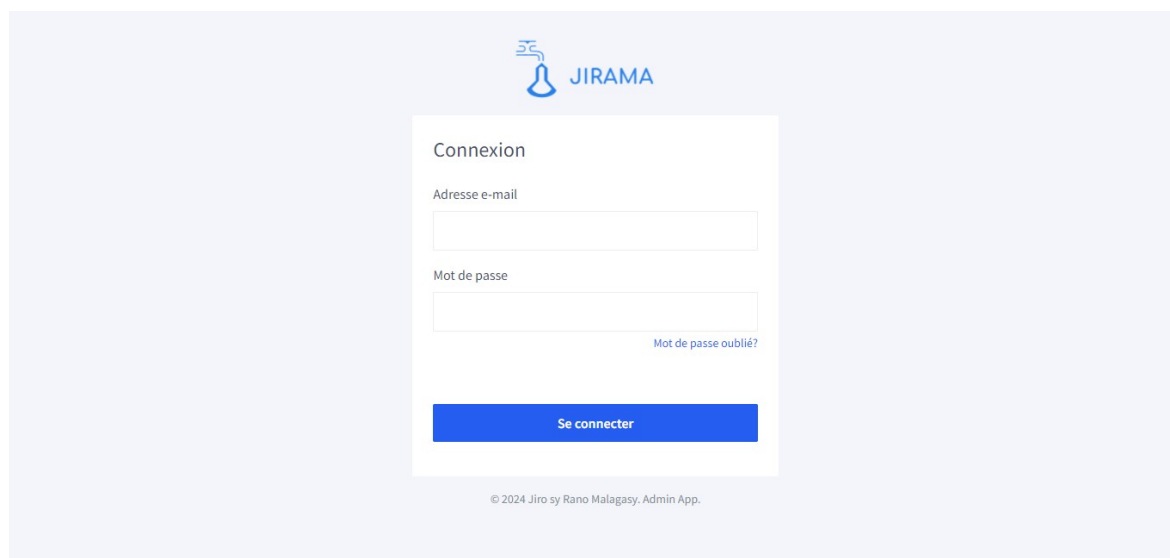 JIRAMA
Connexion
Adresse e-mail
Mot de passe
Mot de passe oublié?
Se connecter
© 2024 Jiro sy Rano Malagasy. Admin App.